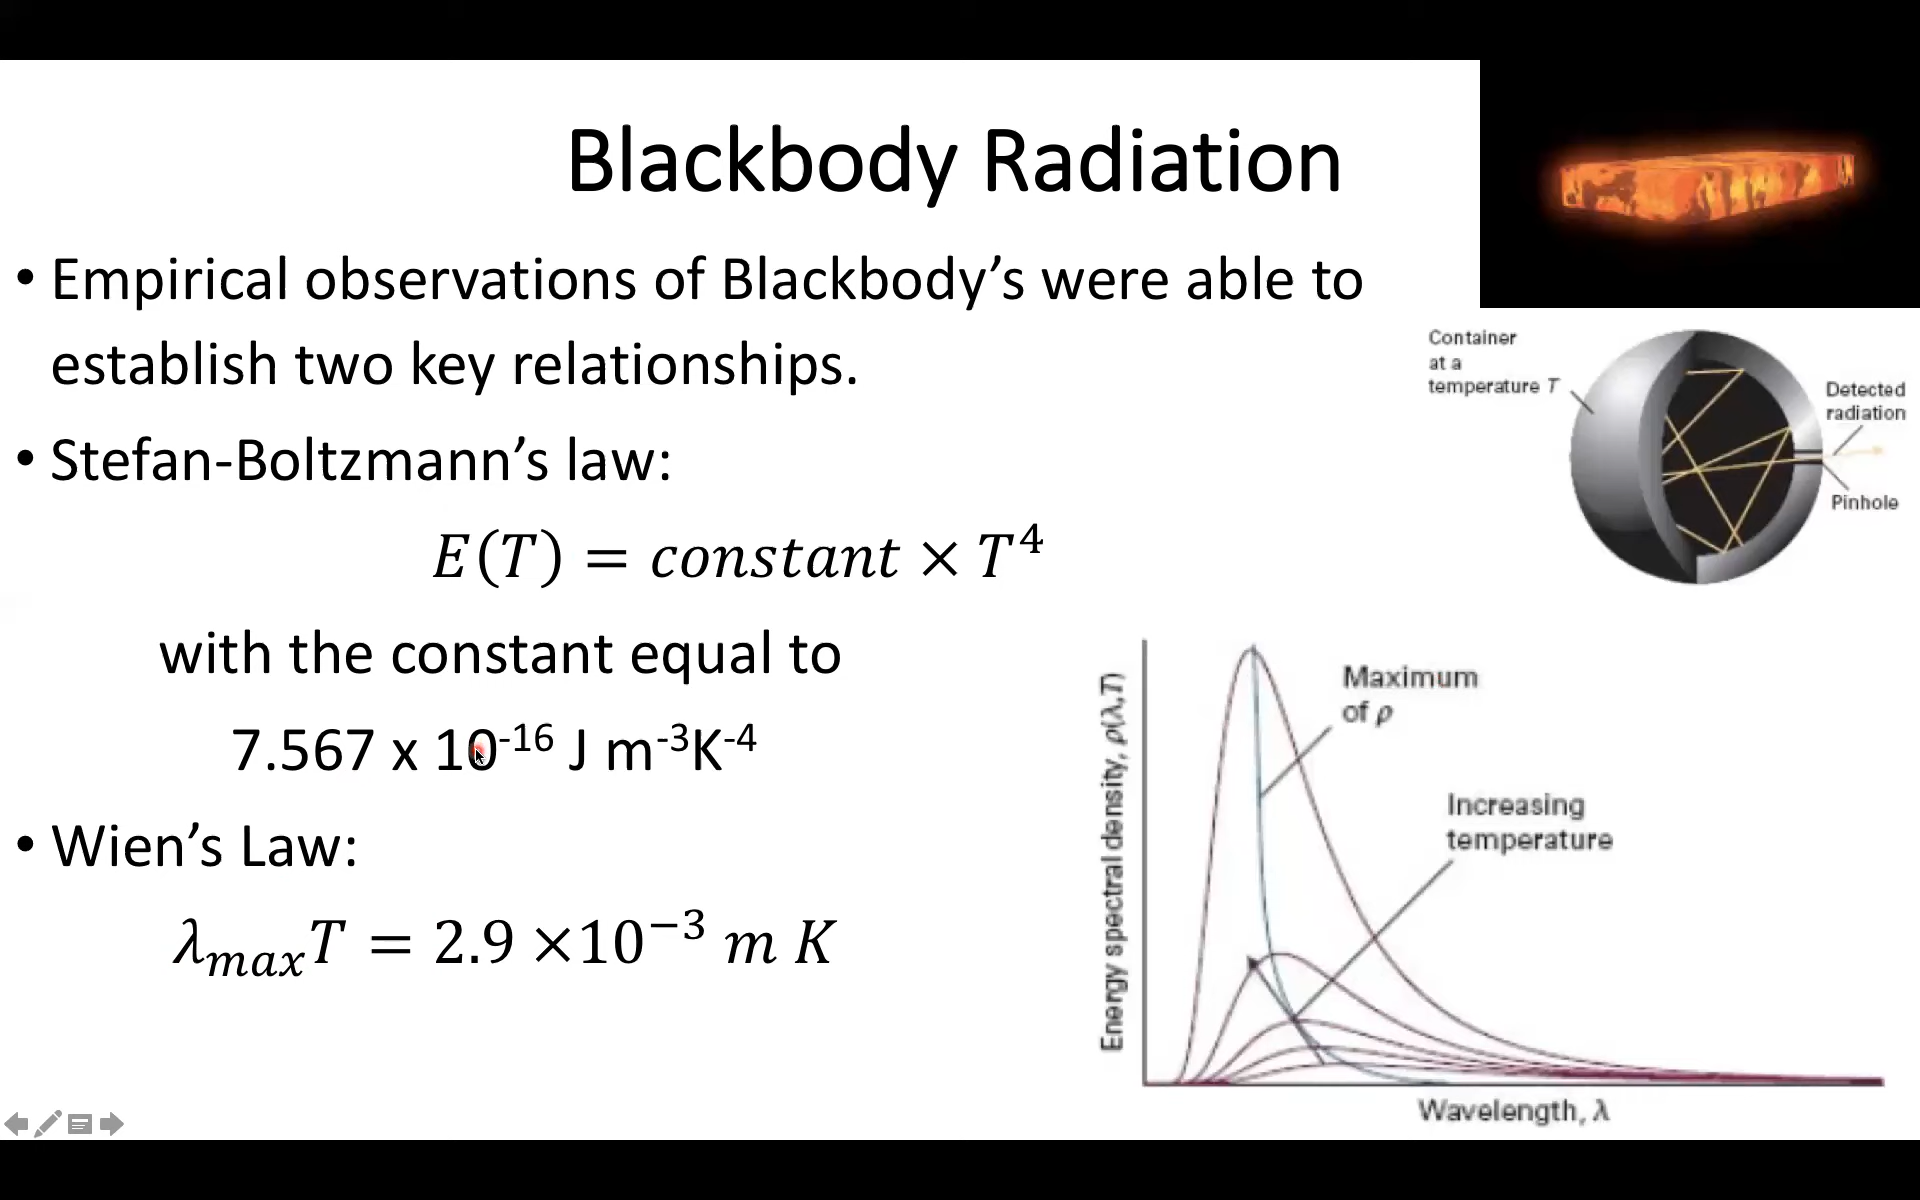 Blackbody Radiation
• Empirical observations of Blackbody’s were able to
establish two key relationships.
• Stefan-Boltzmann’s law:
E(T) = constant × T⁴
with the constant equal to
7.567 x 10⁻¹⁶ J m⁻³K⁻⁴
• Wien’s Law:
λₘₐₓT = 2.9 ×10⁻³ m K
Container
at a
temperature T
Detected
radiation
Pinhole
Energy spectral density, ρ(λ,T)
Maximum
of ρ
Increasing
temperature
Wavelength, λ